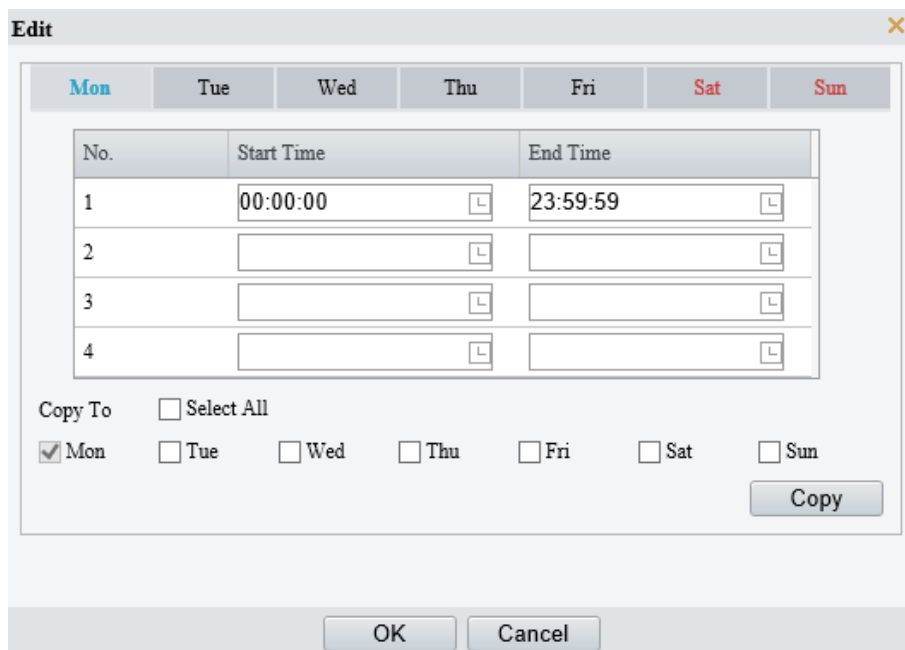 Edit
Mon Tue Wed Thu Fri Sat Sun
No. Start Time End Time
1 00:00:00 23:59:59
2
3
4
Copy To Select All
Mon Tue Wed Thu Fri Sat Sun
Copy
OK Cancel